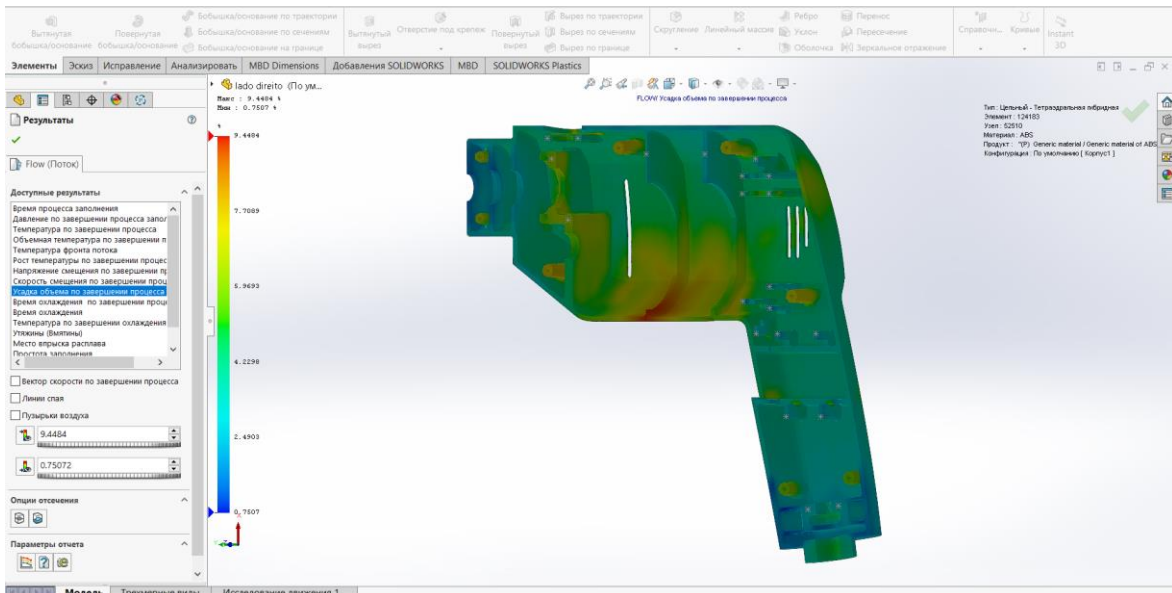 Вытянутая бобышка/основание
Повернутая бобышка/основание
Бобышка/основание по траектории
Бобышка/основание по сечениям
Бобышка/основание на границе
Вытянутый вырез
Отверстие под крепеж
Повернутый вырез
Вырез по траектории
Вырез по сечениям
Вырез по границе
Скругление
Линейный массив
Ребро
Уклон
Оболочка
Перенос
Пересечение
Зеркальное отражение
Справочн...
Кривые
Instant 3D
Элементы Эскиз Исправление Анализировать MBD Dimensions Добавления SOLIDWORKS MBD SOLIDWORKS Plastics
lado direito (По ум...
Макс : 9.4484 %
Мин : 0.7507 %
FLOW/ Усадка объема по завершении процесса
Тип : Цельный - Тетраэдральная гибридная
Элемент : 124183
Узел : 52510
Материал : ABS
Продукт : "(P) Generic material / Generic material of ABS
Конфигурация : По умолчанию [ Корпус1 ]
Результаты
Flow (Поток)
Доступные результаты
Время процесса заполнения
Давление по завершении процесса запол
Температура по завершении процесса
Объемная температура по завершении п
Температура фронта потока
Рост температуры по завершении процес
Напряжение смещения по завершении п
Скорость смещения по завершении проц
Усадка объема по завершении процесса
Время охлаждения по завершении проце
Время охлаждения
Температура по завершении охлаждения
Утяжины (Вмятины)
Место впрыска расплава
Простота заполнения
Вектор скорости по завершении процесса
Линии спая
Пузырьки воздуха
9.4484
0.75072
Опции отсечения
Параметры отчета
%
9.4484
7.7089
5.9693
4.2298
2.4903
0.7507
Модель Трехмерные виды Исследование движения 1